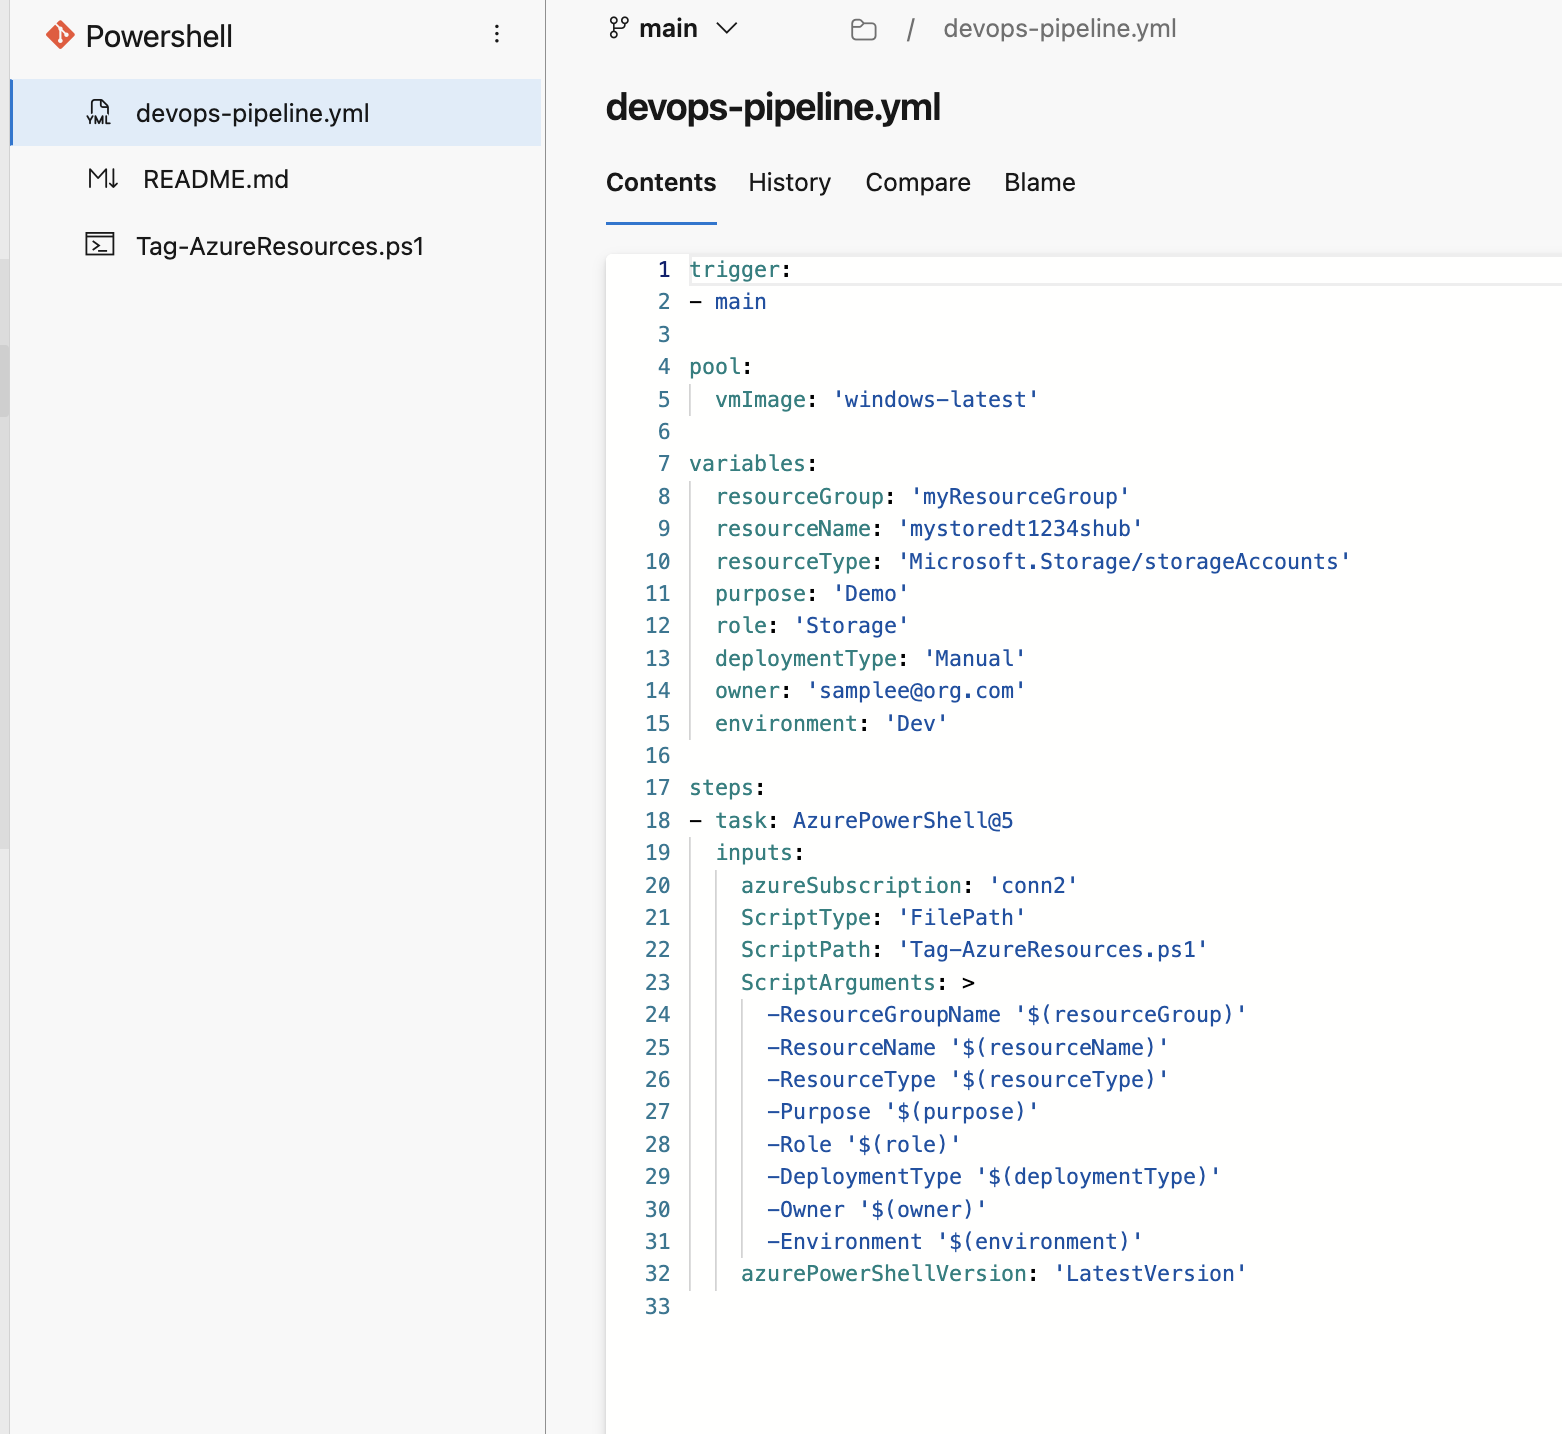 Powershell
devops-pipeline.yml
README.md
Tag-AzureResources.ps1
main / devops-pipeline.yml
devops-pipeline.yml
Contents History Compare Blame
1 trigger:
2 - main
3
4 pool:
5   vmImage: 'windows-latest'
6
7 variables:
8   resourceGroup: 'myResourceGroup'
9   resourceName: 'mystoredt1234shub'
10   resourceType: 'Microsoft.Storage/storageAccounts'
11   purpose: 'Demo'
12   role: 'Storage'
13   deploymentType: 'Manual'
14   owner: 'samplee@org.com'
15   environment: 'Dev'
16
17 steps:
18 - task: AzurePowerShell@5
19   inputs:
20     azureSubscription: 'conn2'
21     ScriptType: 'FilePath'
22     ScriptPath: 'Tag-AzureResources.ps1'
23     ScriptArguments: >
24       -ResourceGroupName '$(resourceGroup)'
25       -ResourceName '$(resourceName)'
26       -ResourceType '$(resourceType)'
27       -Purpose '$(purpose)'
28       -Role '$(role)'
29       -DeploymentType '$(deploymentType)'
30       -Owner '$(owner)'
31       -Environment '$(environment)'
32     azurePowerShellVersion: 'LatestVersion'
33